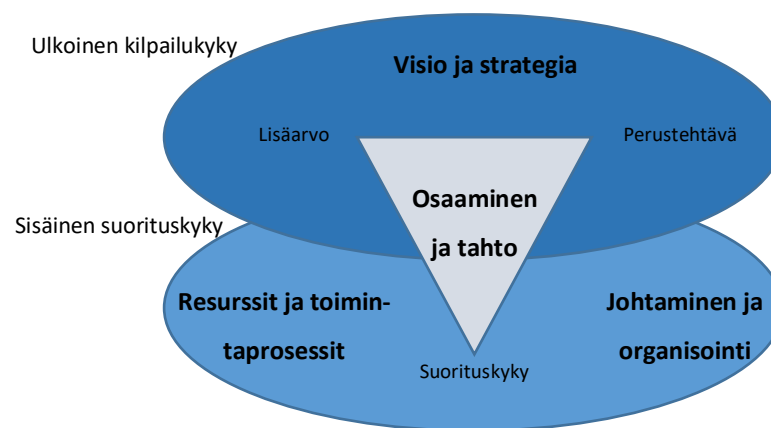 Ulkoinen kilpailukyky
Visio ja strategia
Lisäarvo
Perustehtävä
Osaaminen
ja tahto
Sisäinen suorituskyky
Resurssit ja toimin-
taprosessit
Johtaminen ja
organisointi
Suorituskyky